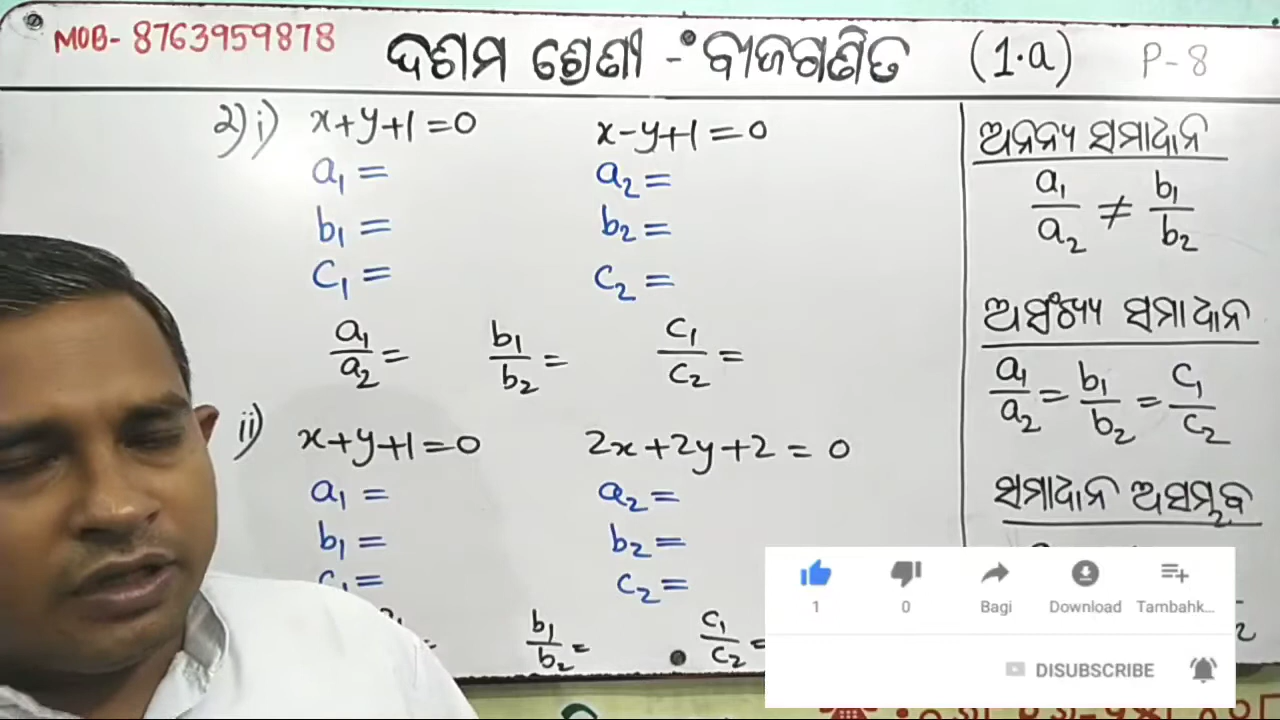 MOB- 8763959878
ଦଶମ ଶ୍ରେଣୀ - ବୀଜଗଣିତ (1.a) P-8
୨) i) x+y+1=0 x-y+1=0
a₁ = a₂ =
b₁ = b₂ =
c₁ = c₂ =
a₁/a₂ = b₁/b₂ = c₁/c₂ =
ii) x+y+1=0 2x+2y+2=0
a₁ = a₂ =
b₁ = b₂ =
c₁ = c₂ =
b₁/b₂ = c₁/c₂ =
ଅନନ୍ୟ ସମାଧାନ
a₁/a₂ ≠ b₁/b₂
ଅସଂଖ୍ୟ ସମାଧାନ
a₁/a₂ = b₁/b₂ = c₁/c₂
ସମାଧାନ ଅସମ୍ଭବ
1 0 Bagi Download Tambahk...
DISUBSCRIBE